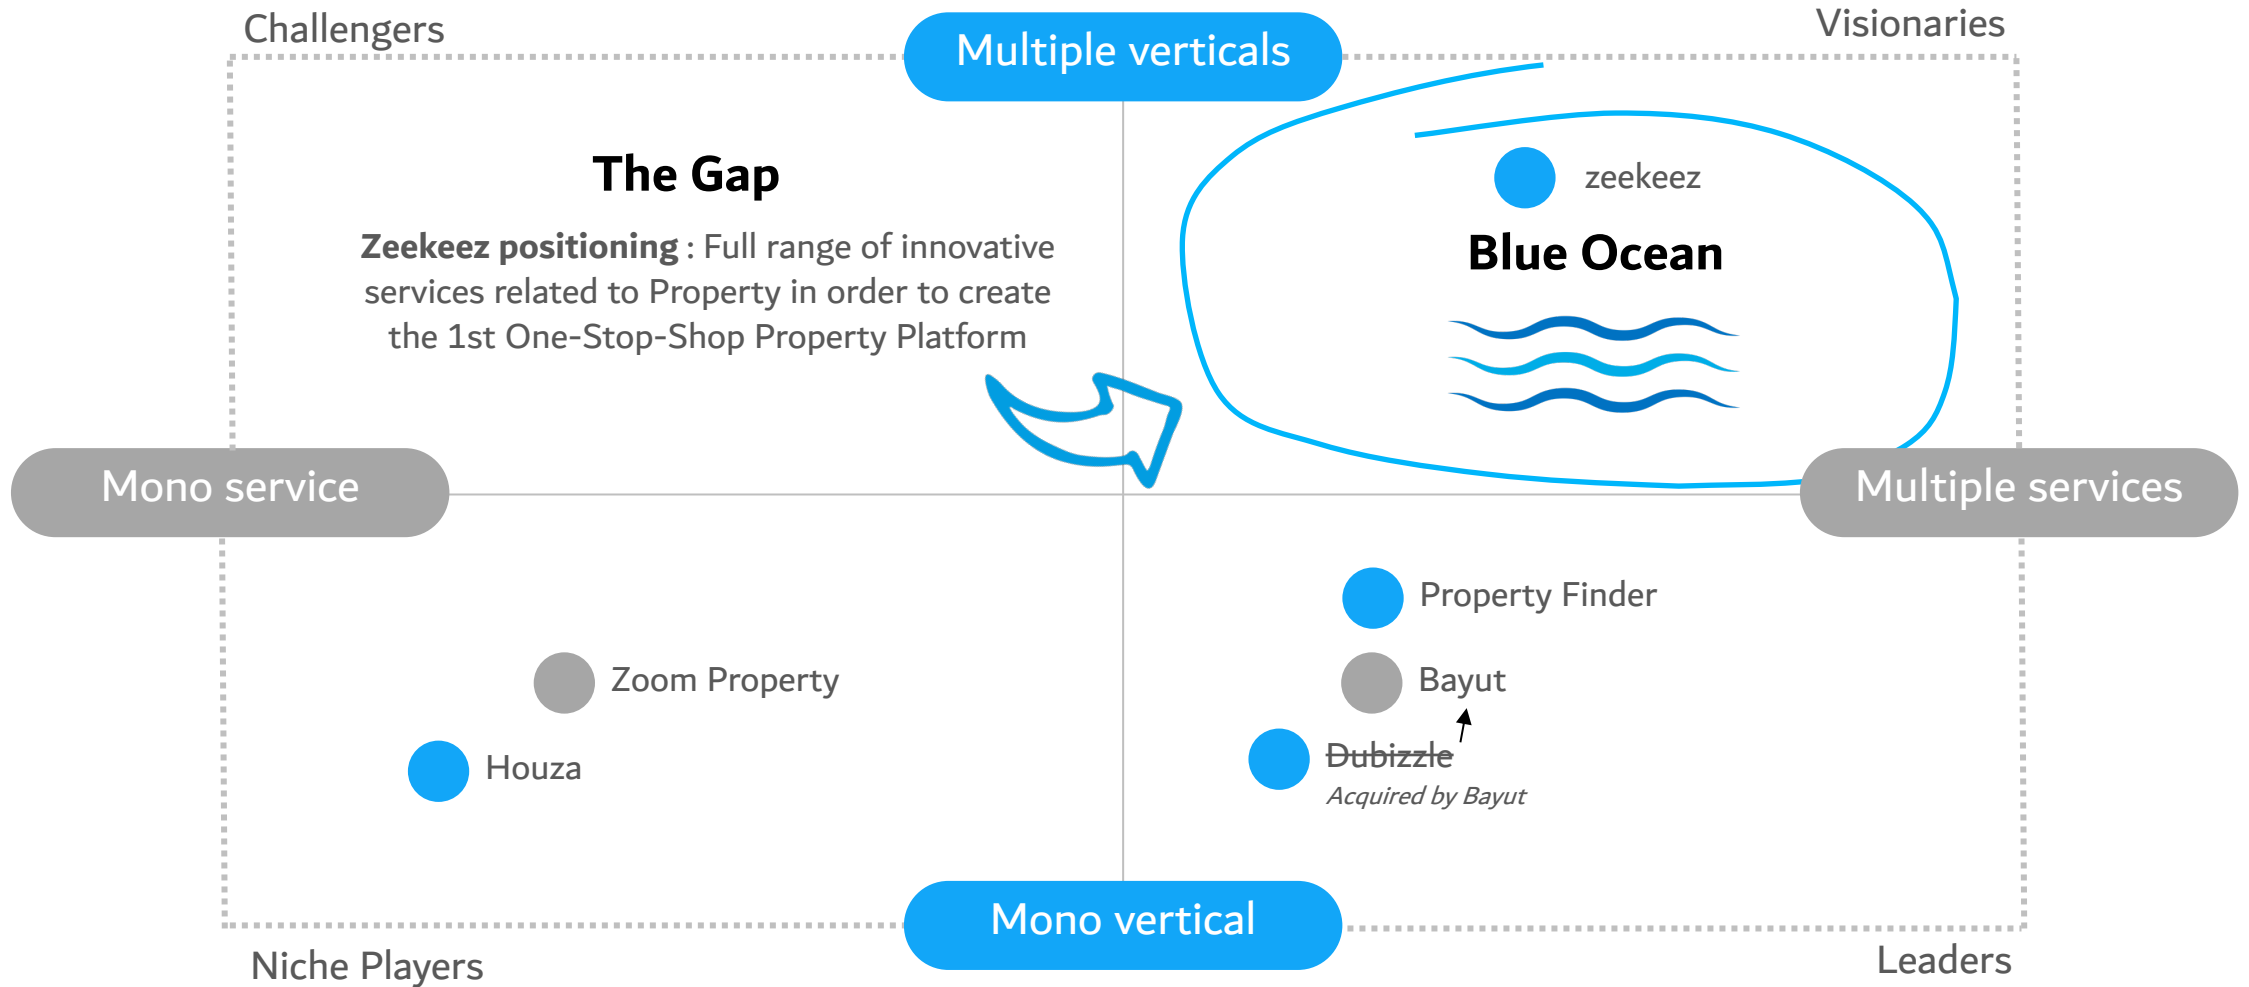 Challengers
Visionaries
Multiple verticals
The Gap
Zeekeez positioning : Full range of innovative
services related to Property in order to create
the 1st One-Stop-Shop Property Platform
zeekeez
Blue Ocean
Mono service
Multiple services
Property Finder
Zoom Property
Bayut
Houza
Dubizzle
Acquired by Bayut
Mono vertical
Niche Players
Leaders